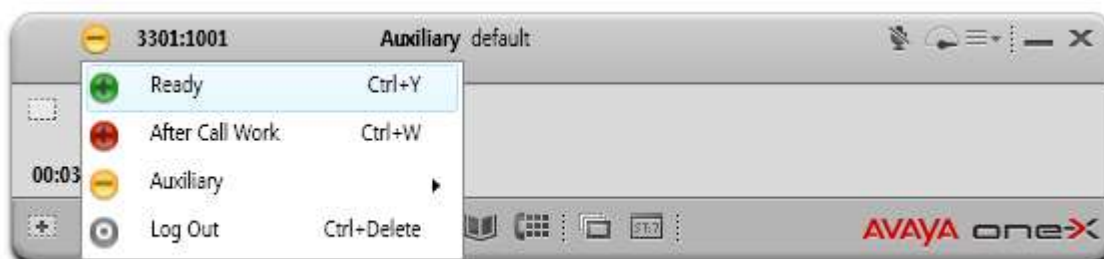 3301:1001 Auxiliary default
Ready Ctrl+Y
After Call Work Ctrl+W
00:03
Auxiliary
Log Out Ctrl+Delete
AVAYA one-X